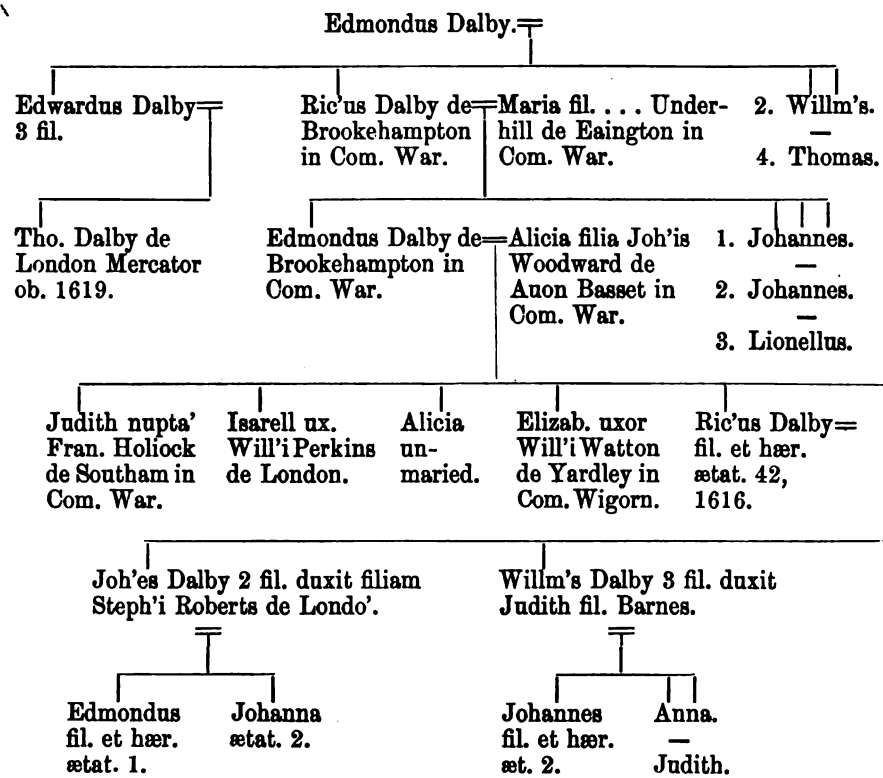 Edmondus Dalby.
Edwardus Dalby
3 fil.
Ric'us Dalby de
Brookehampton
in Com. War.
Maria fil. . . . Under-
hill de Eaington in
Com. War.
2. Willm's.
—
4. Thomas.
Tho. Dalby de
London Mercator
ob. 1619.
Edmondus Dalby de
Brookehampton in
Com. War.
Alicia filia Joh'is
Woodward de
Auon Basset in
Com. War.
1. Johannes.
—
2. Johannes.
—
3. Lionellus.
Judith nupta'
Fran. Holiock
de Southam in
Com. War.
Isarell ux.
Will'i Perkins
de London.
Alicia
un-
maried.
Elizab. uxor
Will'i Watton
de Yardley in
Com. Wigorn.
Ric'us Dalby
fil. et hær.
ætat. 42,
1616.
Joh'es Dalby 2 fil. duxit filiam
Steph'i Roberts de Londo'.
Willm's Dalby 3 fil. duxit
Judith fil. Barnes.
Edmondus
fil. et hær.
ætat. 1.
Johanna
ætat. 2.
Johannes
fil. et hær.
æt. 2.
Anna.
—
Judith.